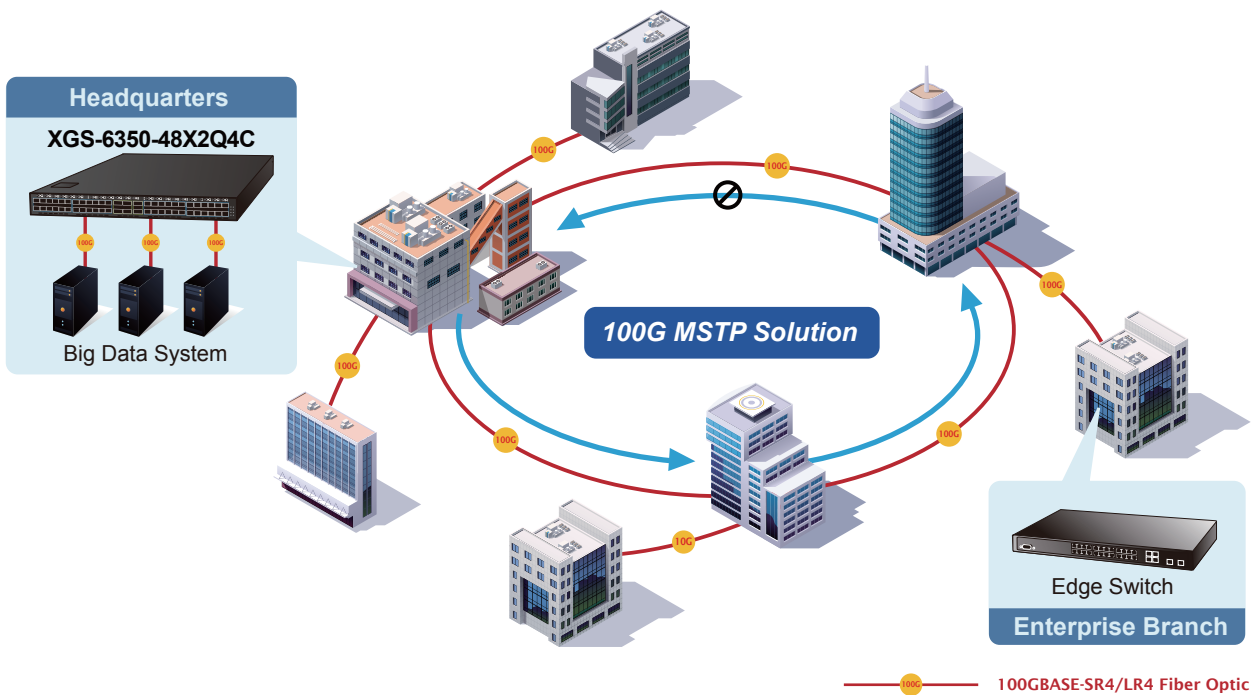 Headquarters
XGS-6350-48X2Q4C
100G 100G 100G
Big Data System
100G
100G
100G
100G MSTP Solution
100G
100G
100G
10G
Edge Switch
Enterprise Branch
100G 100GBASE-SR4/LR4 Fiber Optic